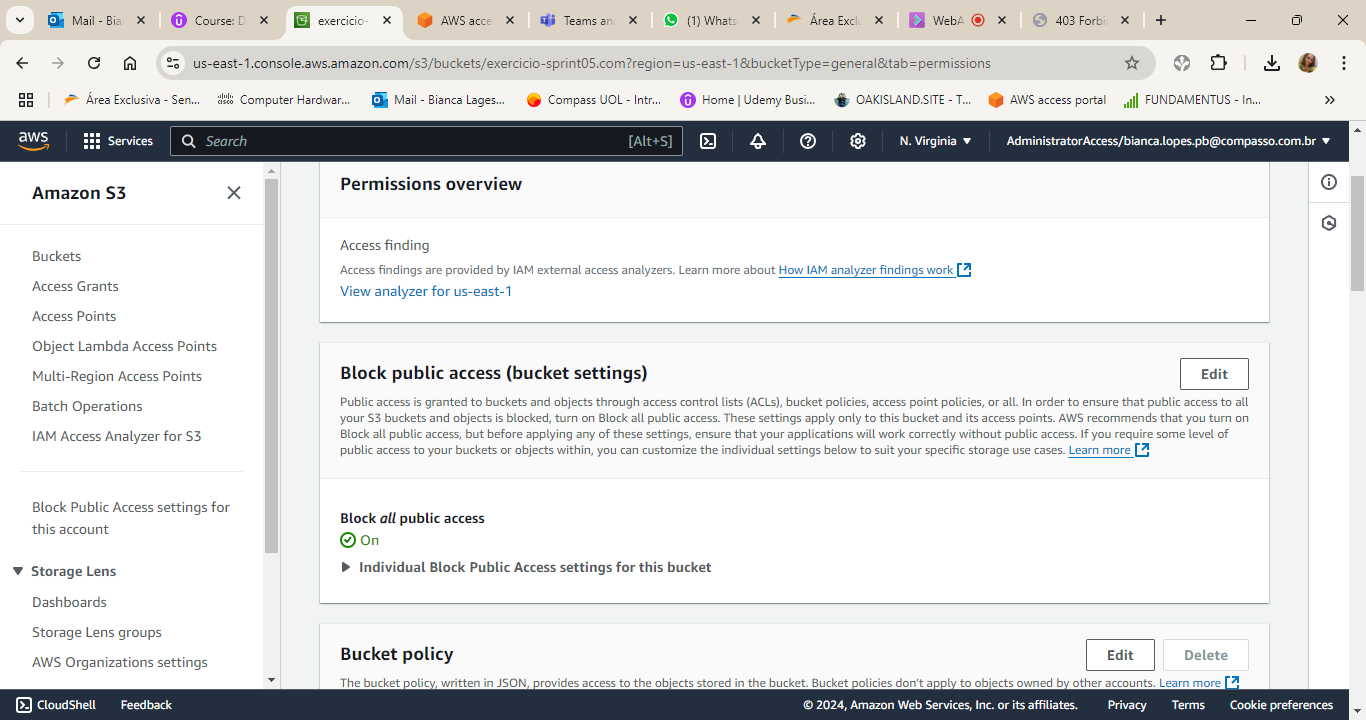 Mail - Bian
Course: D
exercicio-
AWS acce
Teams an
(1) Whats
Área Exclu
WebA
403 Forbi
us-east-1.console.aws.amazon.com/s3/buckets/exercicio-sprint05.com?region=us-east-1&bucketType=general&tab=permissions
Área Exclusiva - Sen...
Computer Hardwar...
Mail - Bianca Lages...
Compass UOL - Intr...
Home | Udemy Busi...
OAKISLAND.SITE - T...
AWS access portal
FUNDAMENTUS - In...
aws
Services
Search
[Alt+S]
N. Virginia
AdministratorAccess/bianca.lopes.pb@compasso.com.br
Amazon S3
Buckets
Access Grants
Access Points
Object Lambda Access Points
Multi-Region Access Points
Batch Operations
IAM Access Analyzer for S3
Block Public Access settings for
this account
Storage Lens
Dashboards
Storage Lens groups
AWS Organizations settings
Permissions overview
Access finding
Access findings are provided by IAM external access analyzers. Learn more about How IAM analyzer findings work
View analyzer for us-east-1
Block public access (bucket settings)
Edit
Public access is granted to buckets and objects through access control lists (ACLs), bucket policies, access point policies, or all. In order to ensure that public access to all
your S3 buckets and objects is blocked, turn on Block all public access. These settings apply only to this bucket and its access points. AWS recommends that you turn on
Block all public access, but before applying any of these settings, ensure that your applications will work correctly without public access. If you require some level of
public access to your buckets or objects within, you can customize the individual settings below to suit your specific storage use cases. Learn more
Block all public access
On
Individual Block Public Access settings for this bucket
Bucket policy
Edit
Delete
The bucket policy, written in JSON, provides access to the objects stored in the bucket. Bucket policies don't apply to objects owned by other accounts. Learn more
CloudShell
Feedback
© 2024, Amazon Web Services, Inc. or its affiliates.
Privacy
Terms
Cookie preferences